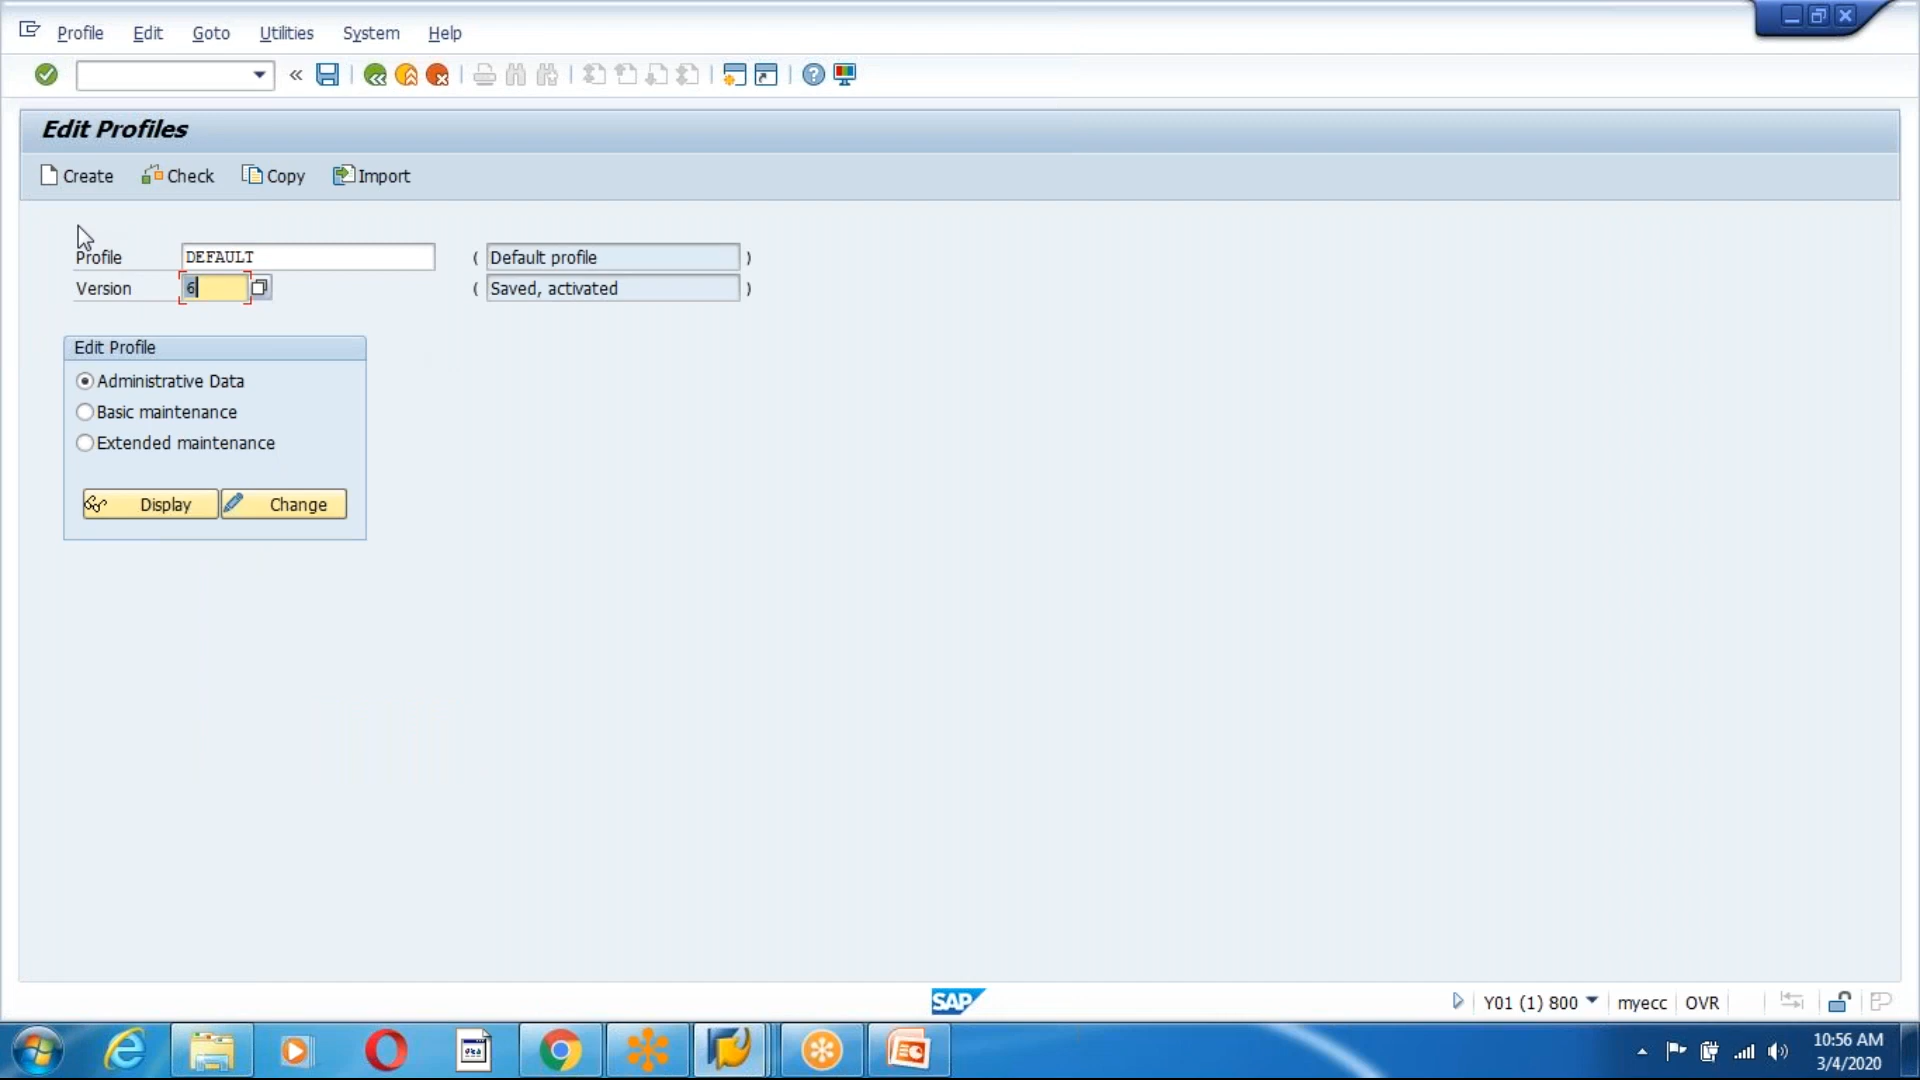 Profile Edit Goto Utilities System Help
«
Edit Profiles
Create Check Copy Import
Profile DEFAULT ( Default profile )
Version 6 ( Saved, activated )
Edit Profile
Administrative Data
Basic maintenance
Extended maintenance
Display Change
SAP
Y01 (1) 800 myecc OVR
10:56 AM
3/4/2020